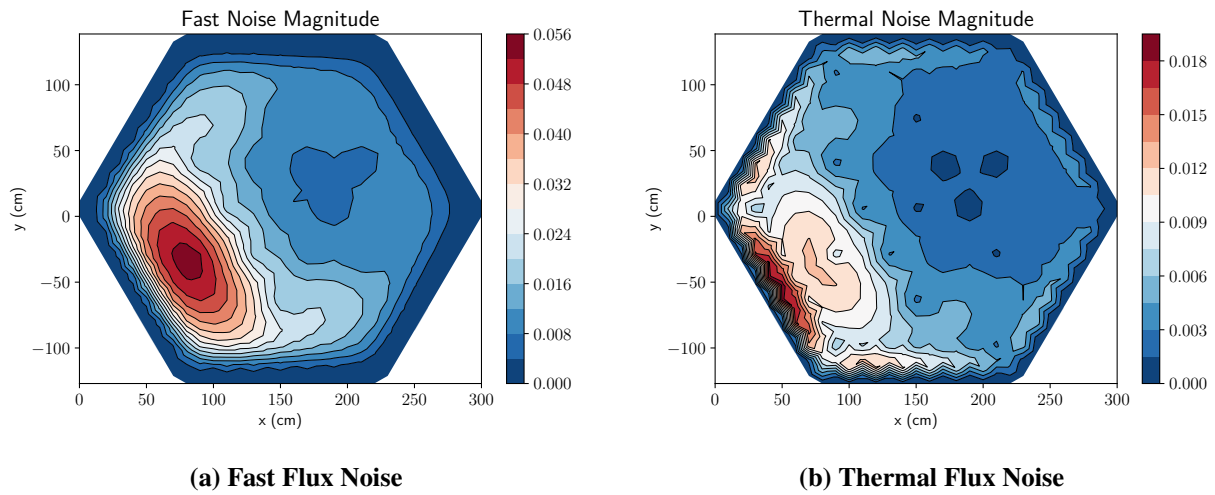 Fast Noise Magnitude
100
50
0
−50
−100
y (cm)
0 50 100 150 200 250 300
x (cm)
0.056
0.048
0.040
0.032
0.024
0.016
0.008
0.000
(a) Fast Flux Noise
Thermal Noise Magnitude
100
50
0
−50
−100
y (cm)
0 50 100 150 200 250 300
x (cm)
0.018
0.015
0.012
0.009
0.006
0.003
0.000
(b) Thermal Flux Noise